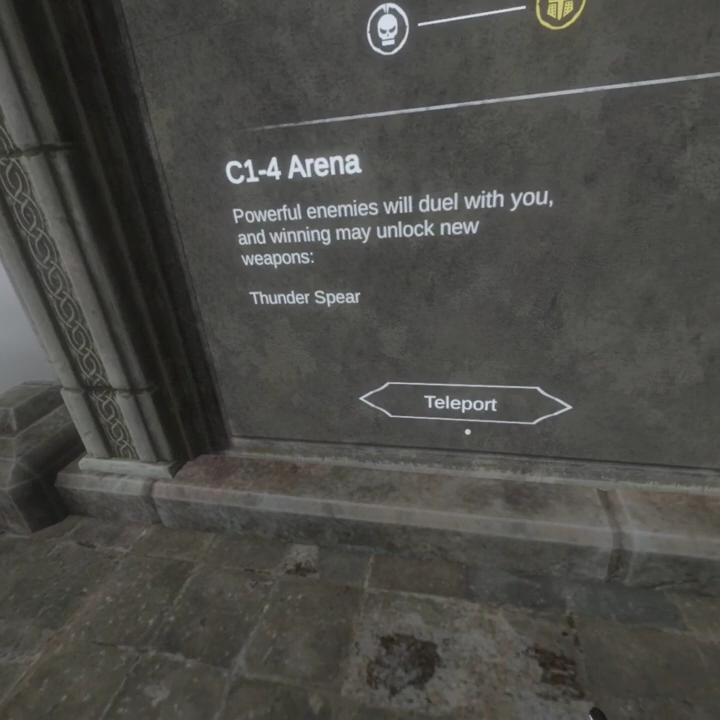 C1-4 Arena
Powerful enemies will duel with you,
and winning may unlock new
weapons:
Thunder Spear
Teleport